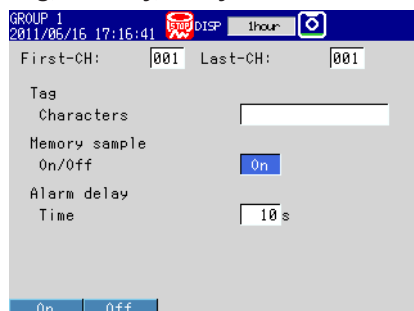 GROUP 1
2011/06/16 17:16:41 STOP DISP 1hour
First-CH: 001 Last-CH: 001
Tag
Characters
Memory sample
On/Off On
Alarm delay
Time 10 s
On Off